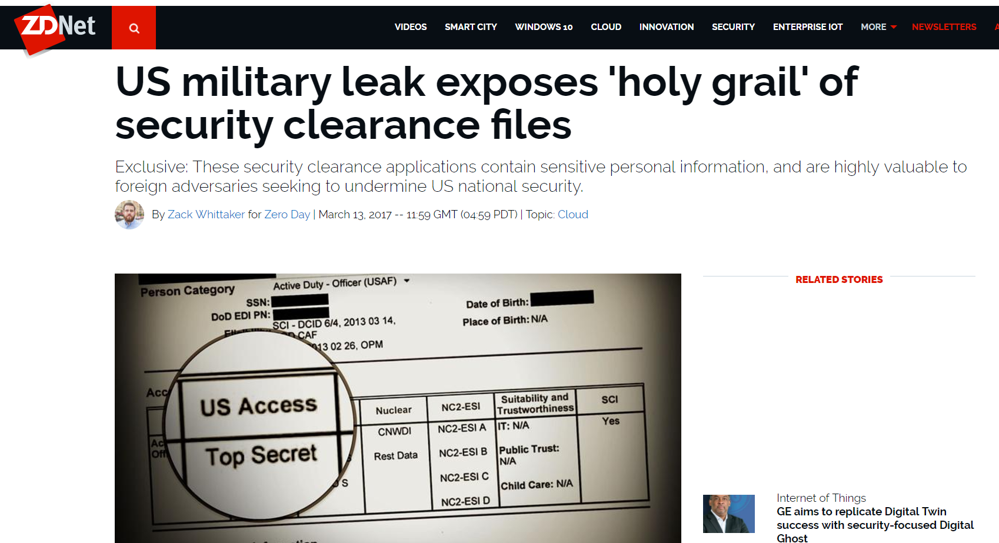 ZDNet
VIDEOS SMART CITY WINDOWS 10 CLOUD INNOVATION SECURITY ENTERPRISE IOT MORE NEWSLETTERS
US military leak exposes 'holy grail' of
security clearance files
Exclusive: These security clearance applications contain sensitive personal information, and are highly valuable to
foreign adversaries seeking to undermine US national security.
By Zack Whittaker for Zero Day | March 13, 2017 -- 11:59 GMT (04:59 PDT) | Topic: Cloud
Person Category Active Duty - Officer (USAF)
SSN:
Date of Birth:
DoD EDI PN:
Place of Birth: N/A
SCI - DCID 6/4, 2013 03 14,
CAF
013 02 26, OPM
Acc
US Access Nuclear NC2-ESI Suitability and Trustworthiness SCI
Top Secret CNWDI NC2-ESI A IT: N/A Yes
Rest Data NC2-ESI B Public Trust: N/A
NC2-ESI C Child Care: N/A
NC2-ESI D
RELATED STORIES
Internet of Things
GE aims to replicate Digital Twin
success with security-focused Digital
Ghost